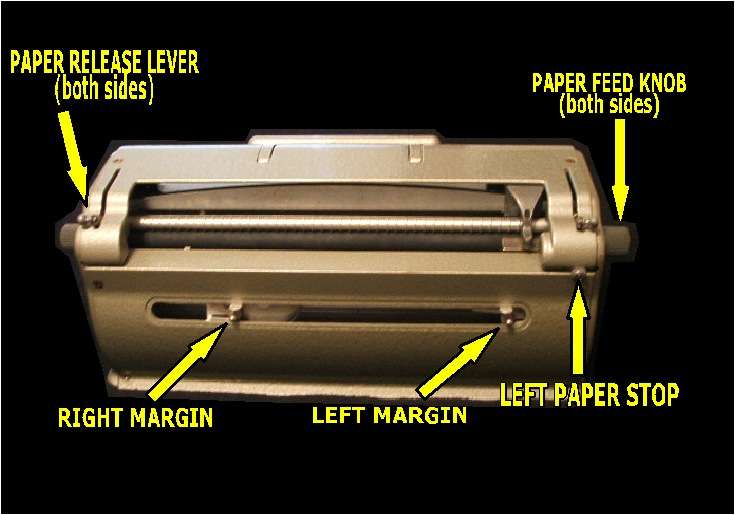 PAPER RELEASE LEVER
(both sides)
PAPER FEED KNOB
(both sides)
RIGHT MARGIN
LEFT MARGIN
LEFT PAPER STOP